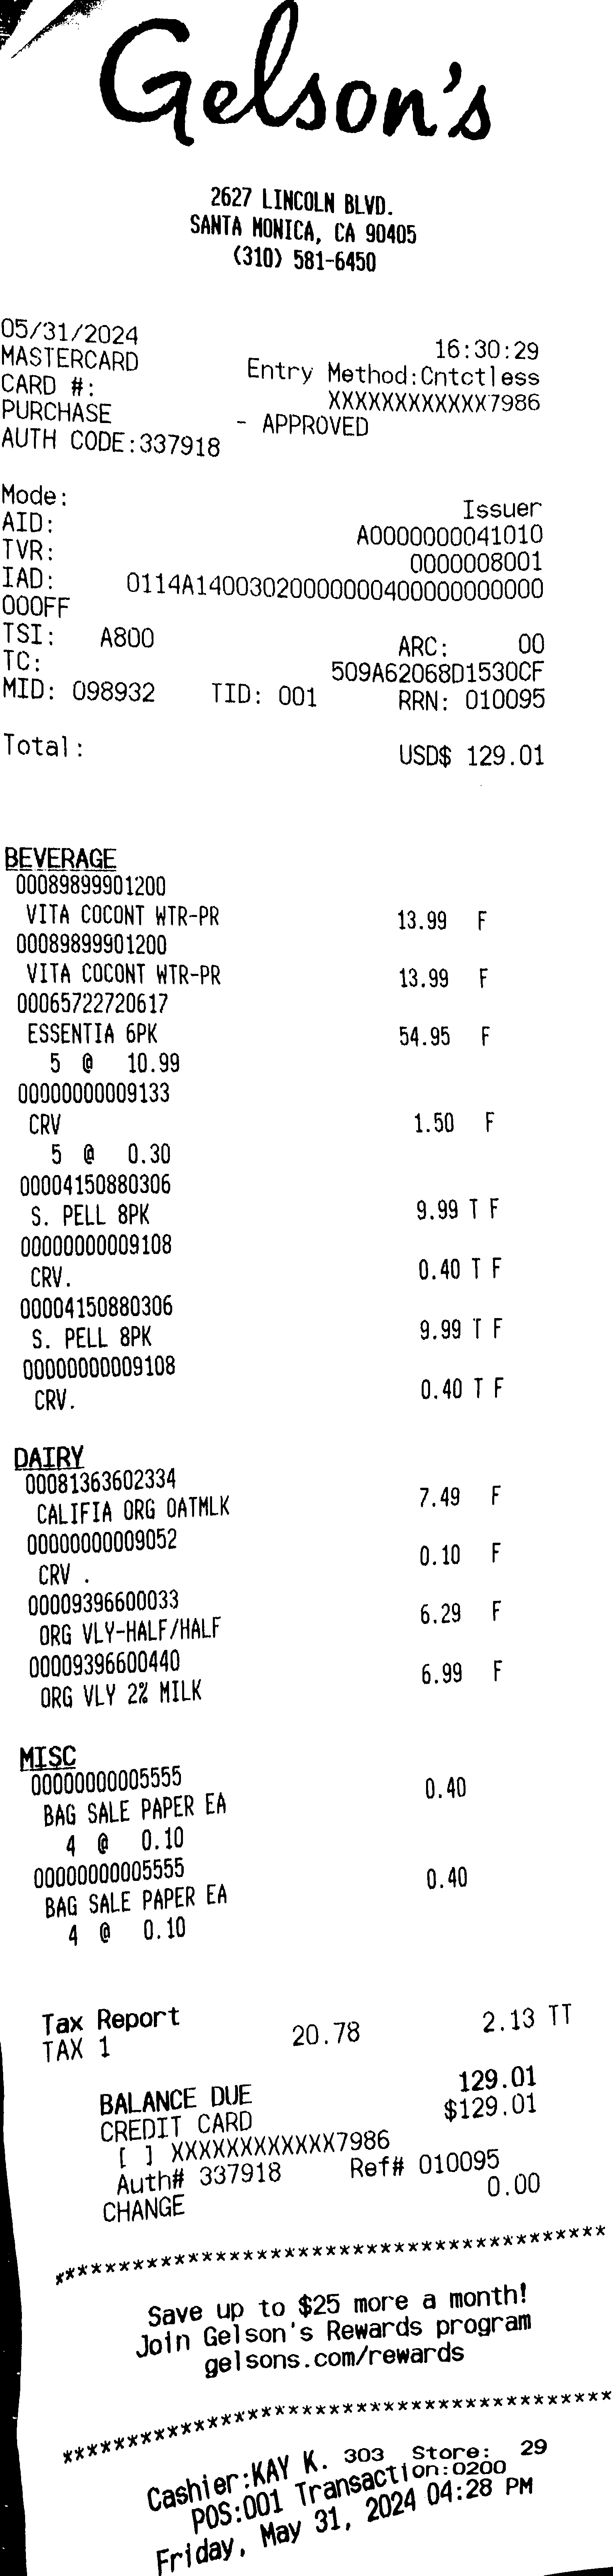 Gelson's
2627 LINCOLN BLVD.
SANTA MONICA, CA 90405
(310) 581-6450
05/31/2024 16:30:29
MASTERCARD Entry Method:Cntctless
CARD #: XXXXXXXXXXXX7986
PURCHASE - APPROVED
AUTH CODE:337918
Mode: Issuer
AID: A0000000041010
TVR: 0000008001
IAD: 0114A14003020000000400000000000
000FF
TSI: A800 ARC: 00
TC: 509A62068D1530CF
MID: 098932 TID: 001 RRN: 010095
Total: USD$ 129.01
BEVERAGE
00089899901200
VITA COCONT WTR-PR 13.99 F
00089899901200
VITA COCONT WTR-PR 13.99 F
00065722720617
ESSENTIA 6PK 54.95 F
5 @ 10.99
00000000009133
CRV 1.50 F
5 @ 0.30
00004150880306
S. PELL 8PK 9.99 T F
00000000009108
CRV. 0.40 T F
00004150880306
S. PELL 8PK 9.99 T F
00000000009108
CRV. 0.40 T F
DAIRY
00081363602334
CALIFIA ORG OATMLK 7.49 F
00000000009052
CRV . 0.10 F
00009396600033
ORG VLY-HALF/HALF 6.29 F
00009396600440
ORG VLY 2% MILK 6.99 F
MISC
00000000005555
BAG SALE PAPER EA 0.40
4 @ 0.10
00000000005555
BAG SALE PAPER EA 0.40
4 @ 0.10
Tax Report
TAX 1 20.78 2.13 TT
BALANCE DUE 129.01
CREDIT CARD $129.01
[ ] XXXXXXXXXXXX7986
Auth# 337918 Ref# 010095
CHANGE 0.00
****************************************
Save up to $25 more a month!
Join Gelson's Rewards program
gelsons.com/rewards
****************************************
Cashier:KAY K. 303 Store: 29
POS:001 Transaction:0200
Friday, May 31, 2024 04:28 PM